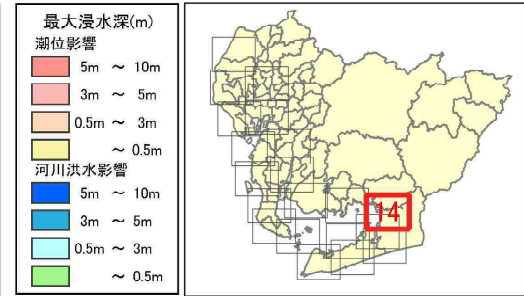 最大浸水深(m)
潮位影響
5m ～ 10m
3m ～ 5m
0.5m ～ 3m
～ 0.5m
河川洪水影響
5m ～ 10m
3m ～ 5m
0.5m ～ 3m
～ 0.5m
14